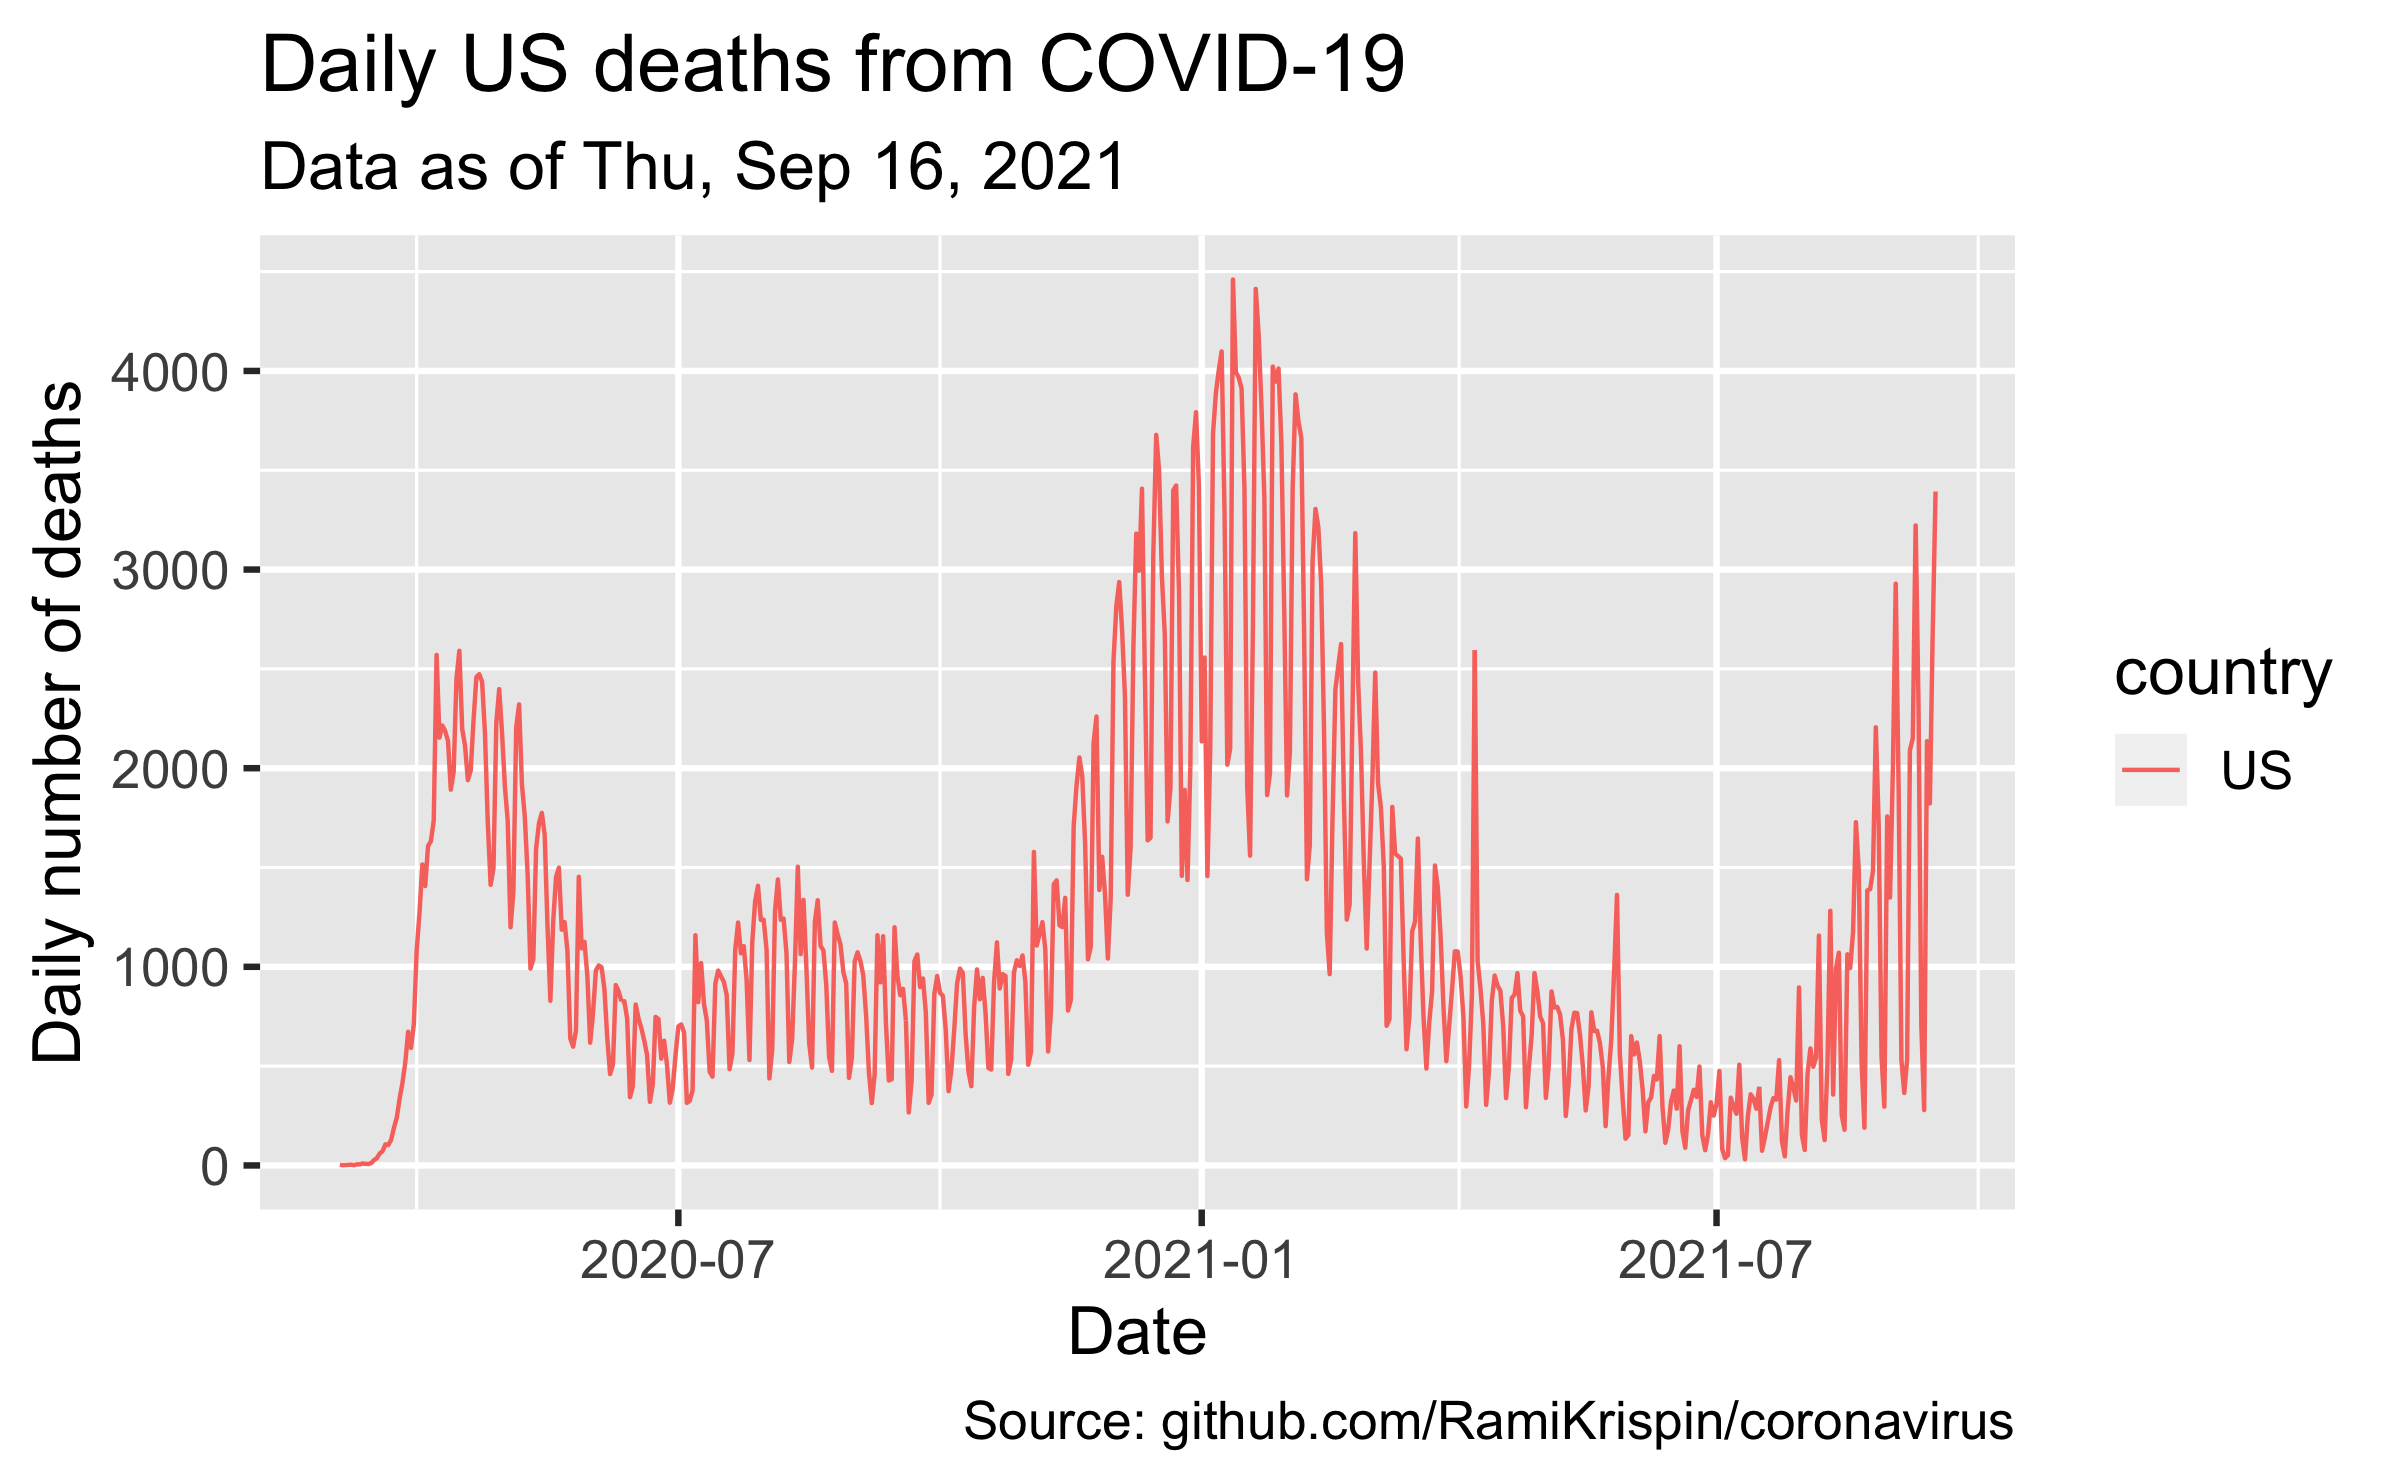 Daily US deaths from COVID-19
Data as of Thu, Sep 16, 2021
Daily number of deaths
4000
3000
2000
1000
0
2020-07
2021-01
2021-07
Date
country
US
Source: github.com/RamiKrispin/coronavirus